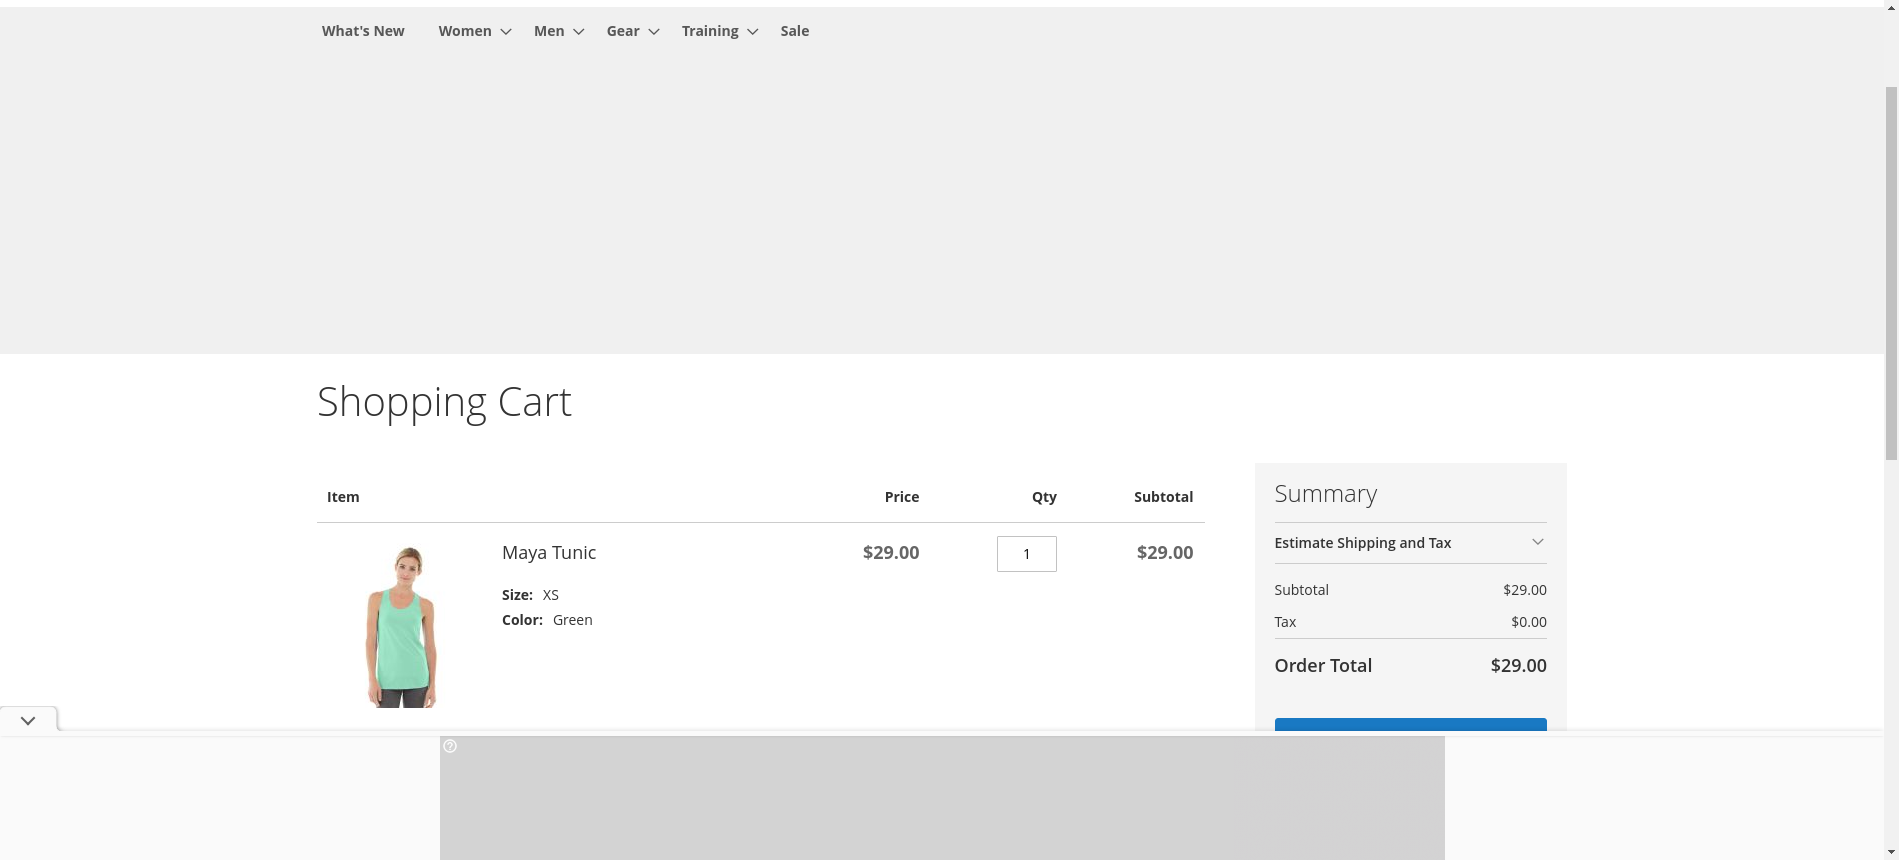 What's New Women Men Gear Training Sale
Shopping Cart
Item Price Qty Subtotal
Maya Tunic $29.00 1 $29.00
Size: XS
Color: Green
Summary
Estimate Shipping and Tax
Subtotal $29.00
Tax $0.00
Order Total $29.00